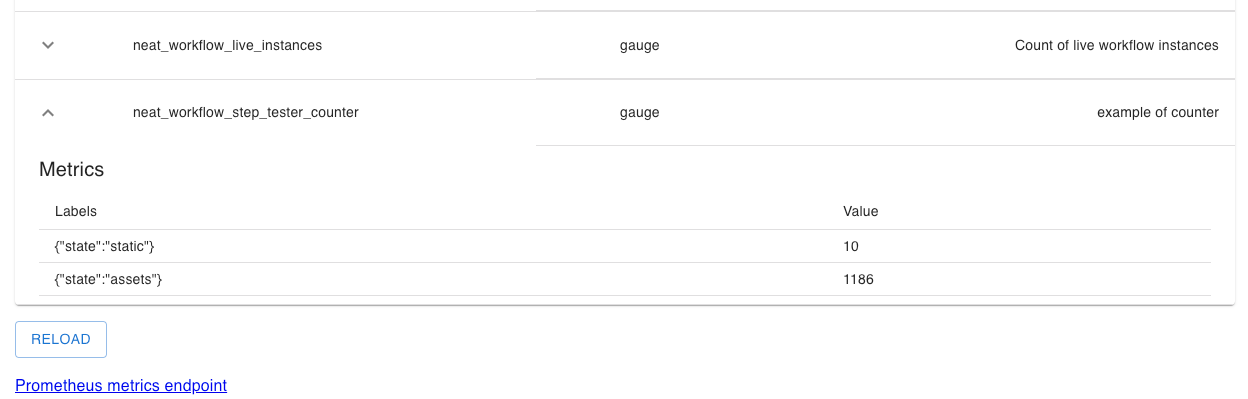 neat_workflow_live_instances gauge Count of live workflow instances
neat_workflow_step_tester_counter gauge example of counter
Metrics
Labels Value
{"state":"static"} 10
{"state":"assets"} 1186
RELOAD
Prometheus metrics endpoint